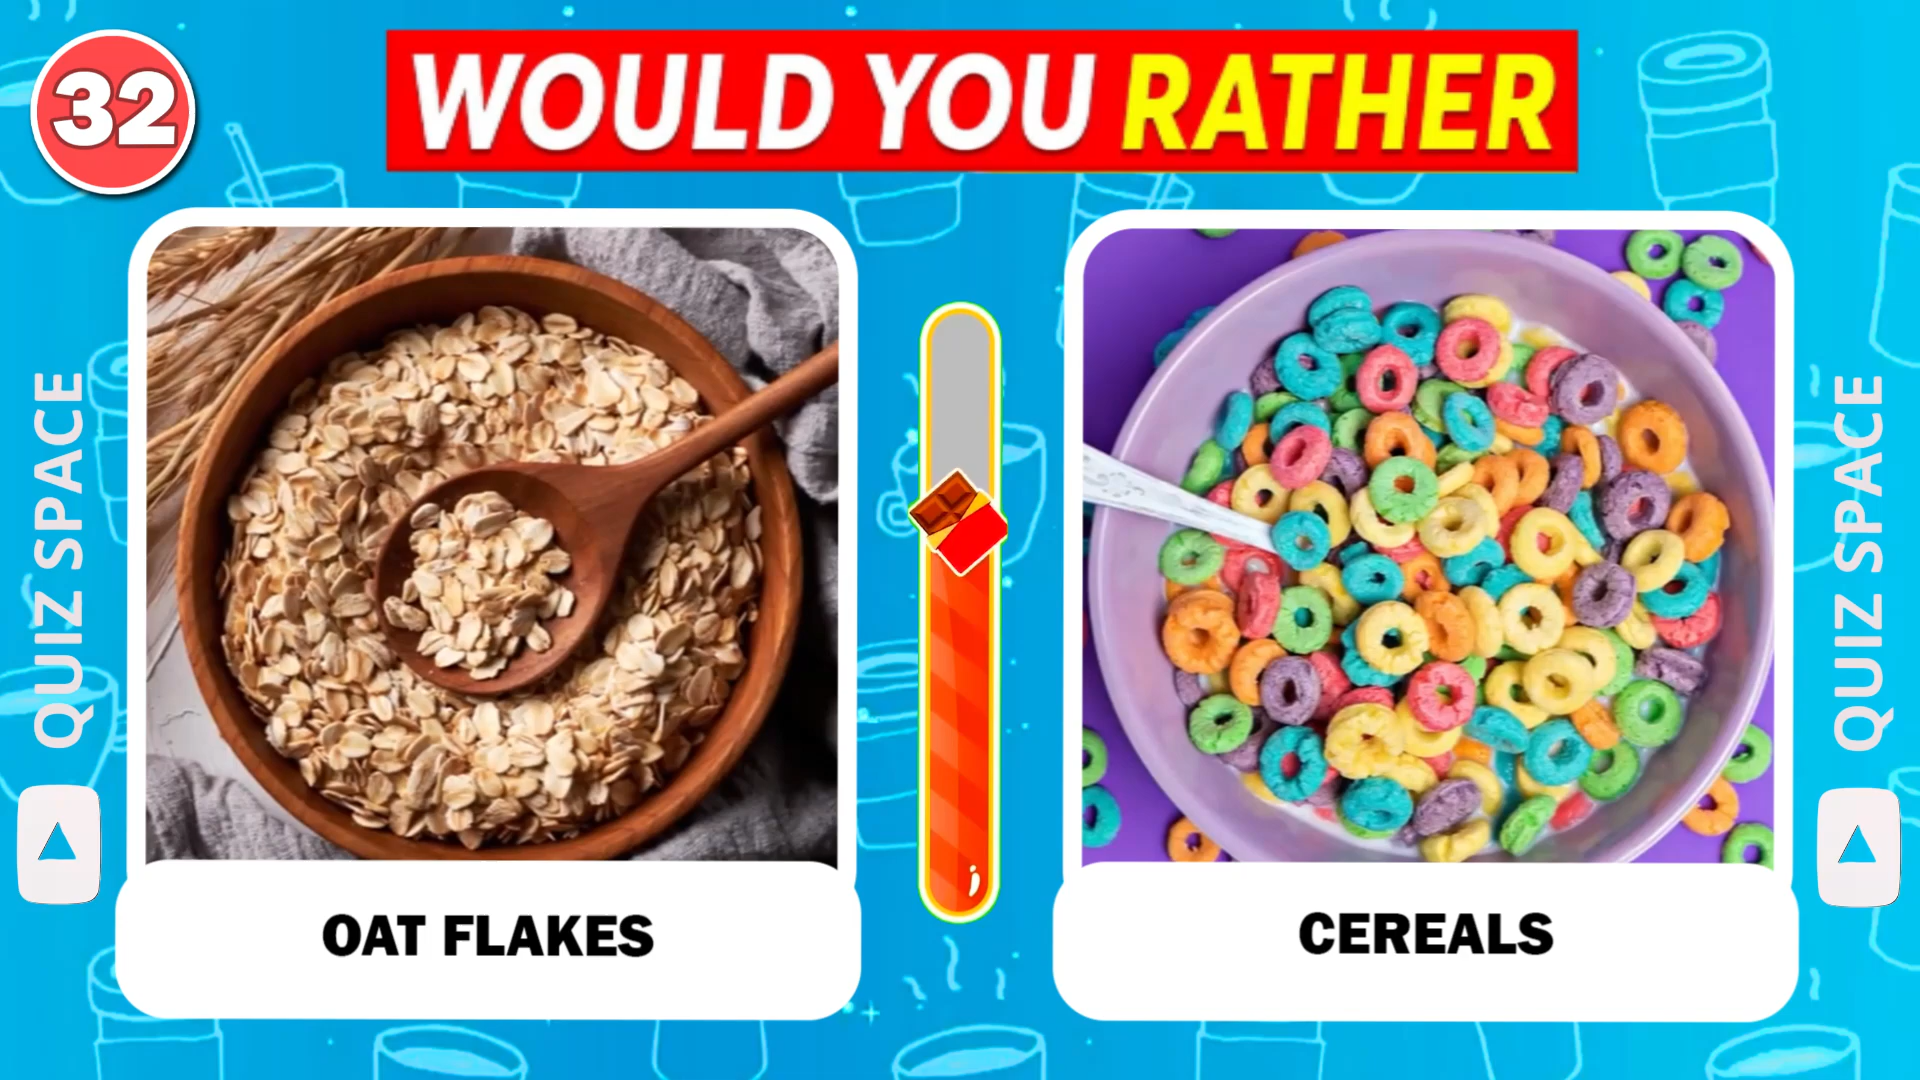 32
WOULD YOU RATHER
QUIZ SPACE
QUIZ SPACE
OAT FLAKES
CEREALS